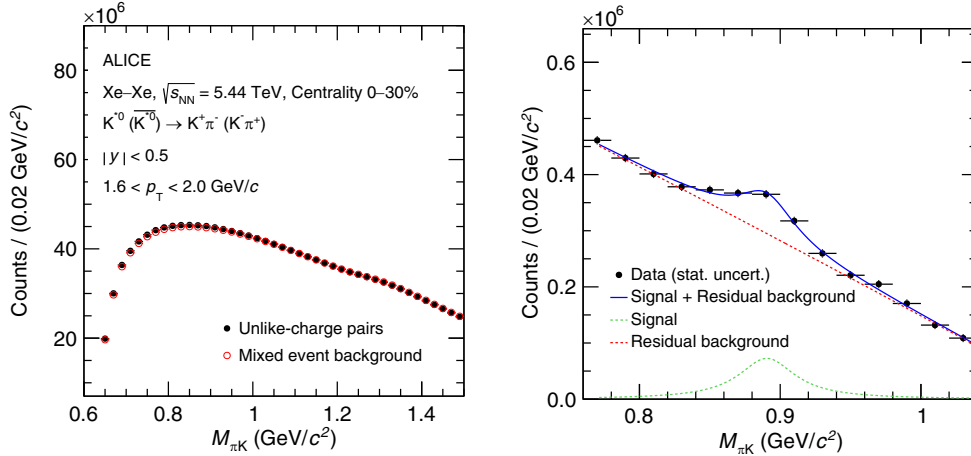 ×10⁶
ALICE
Xe–Xe, √s_NN = 5.44 TeV, Centrality 0–30%
K*⁰ (K̅*⁰) → K⁺π⁻ (K⁻π⁺)
| y | < 0.5
1.6 < p_T < 2.0 GeV/c
Unlike-charge pairs
Mixed event background
Counts / (0.02 GeV/c²)
80
60
40
20
0.6 0.8 1 1.2 1.4
M_πK (GeV/c²)
×10⁶
Data (stat. uncert.)
Signal + Residual background
Signal
Residual background
Counts / (0.02 GeV/c²)
0.6
0.4
0.2
0.0
0.8 0.9 1
M_πK (GeV/c²)